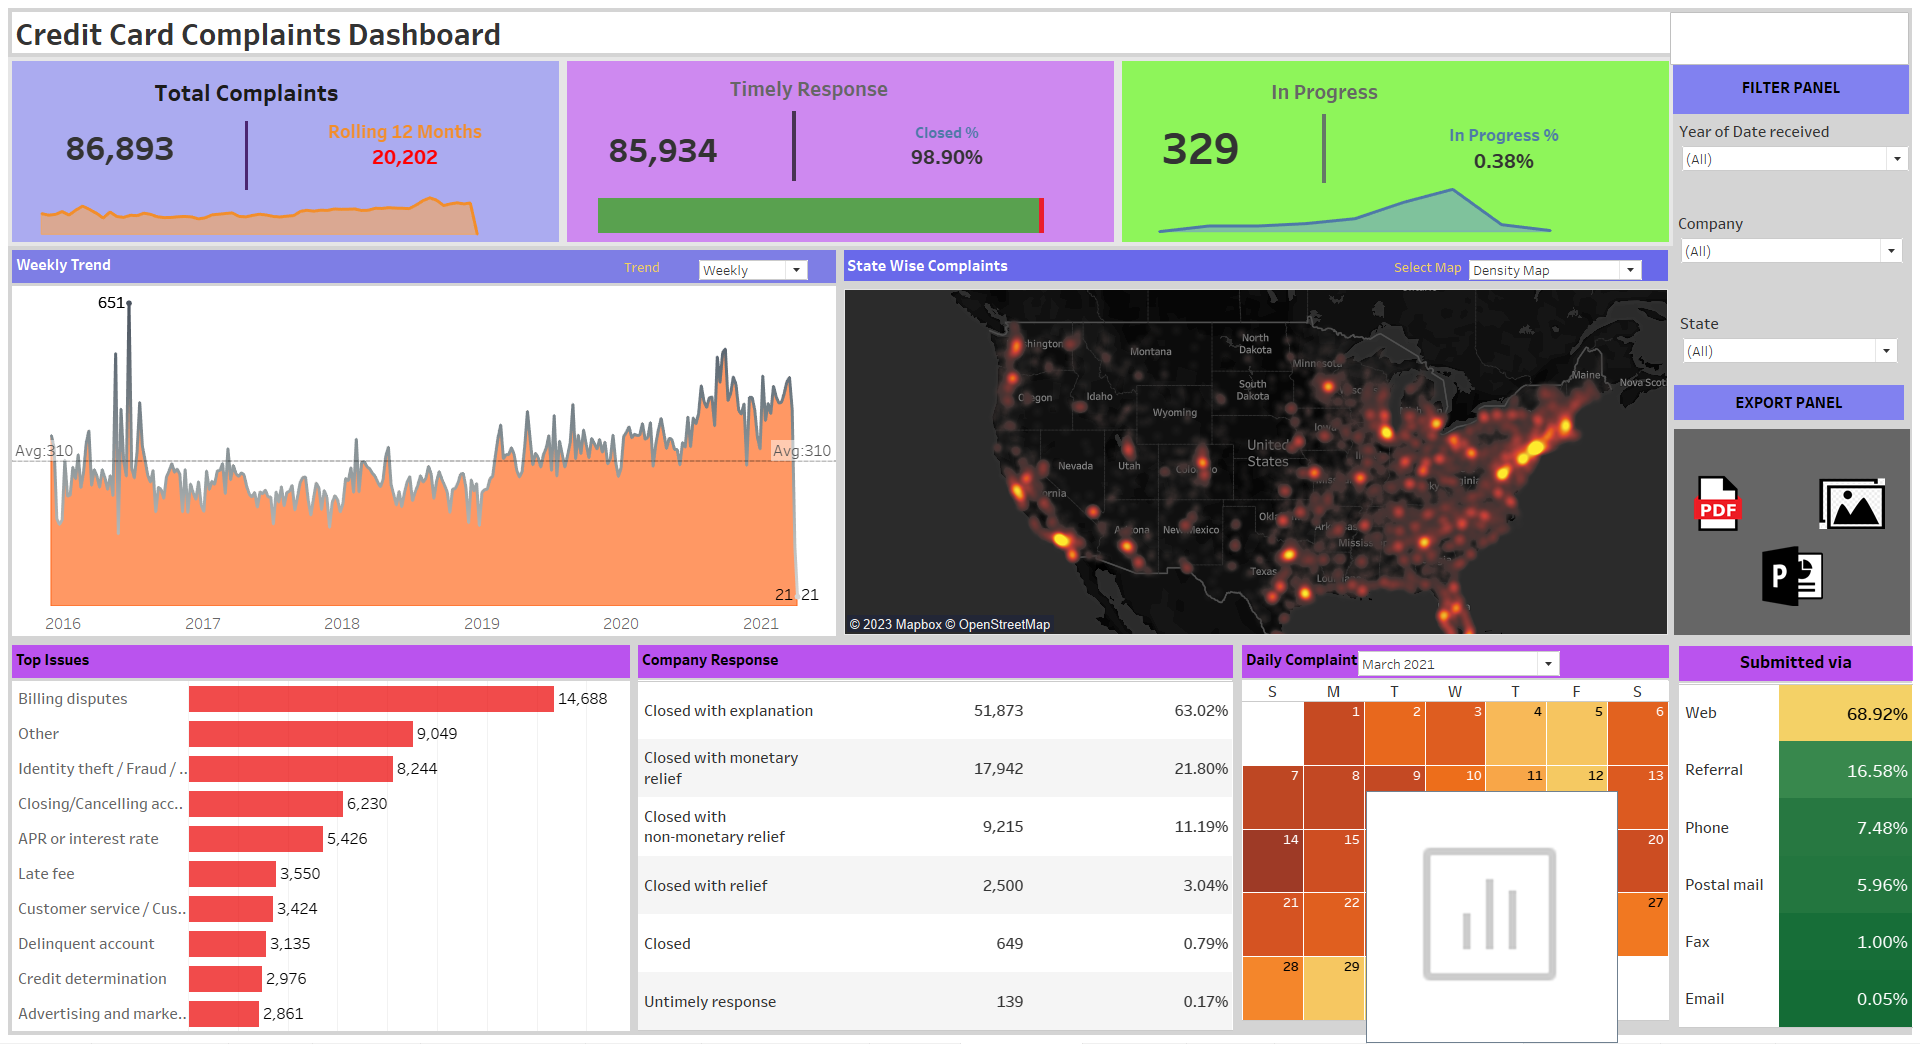 Credit Card Complaints Dashboard
Total Complaints
86,893
Rolling 12 Months
20,202
Timely Response
85,934
Closed %
98.90%
In Progress
329
In Progress %
0.38%
FILTER PANEL
Year of Date received
(All)
Company
(All)
State
(All)
EXPORT PANEL
PDF
P
Weekly Trend
Trend
Weekly
651
Avg:310
Avg:310
21
21
2016
2017
2018
2019
2020
2021
State Wise Complaints
Select Map
Density Map
North
Dakota
Montana
Minnesota
Maine
Nova Scot
South
Dakota
Oregon
Idaho
Wyoming
United
States
Nevada
Utah
New Mexico
Texas
© 2023 Mapbox © OpenStreetMap
Top Issues
Billing disputes 14,688
Other 9,049
Identity theft / Fraud / .. 8,244
Closing/Cancelling acc.. 6,230
APR or interest rate 5,426
Late fee 3,550
Customer service / Cus.. 3,424
Delinquent account 3,135
Credit determination 2,976
Advertising and marke.. 2,861
Company Response
Closed with explanation 51,873 63.02%
Closed with monetary
relief 17,942 21.80%
Closed with
non-monetary relief 9,215 11.19%
Closed with relief 2,500 3.04%
Closed 649 0.79%
Untimely response 139 0.17%
Daily Complaint
March 2021
S M T W T F S
1 2 3 4 5 6
7 8 9 10 11 12 13
14 15 20
21 22 27
28 29
Submitted via
Web 68.92%
Referral 16.58%
Phone 7.48%
Postal mail 5.96%
Fax 1.00%
Email 0.05%